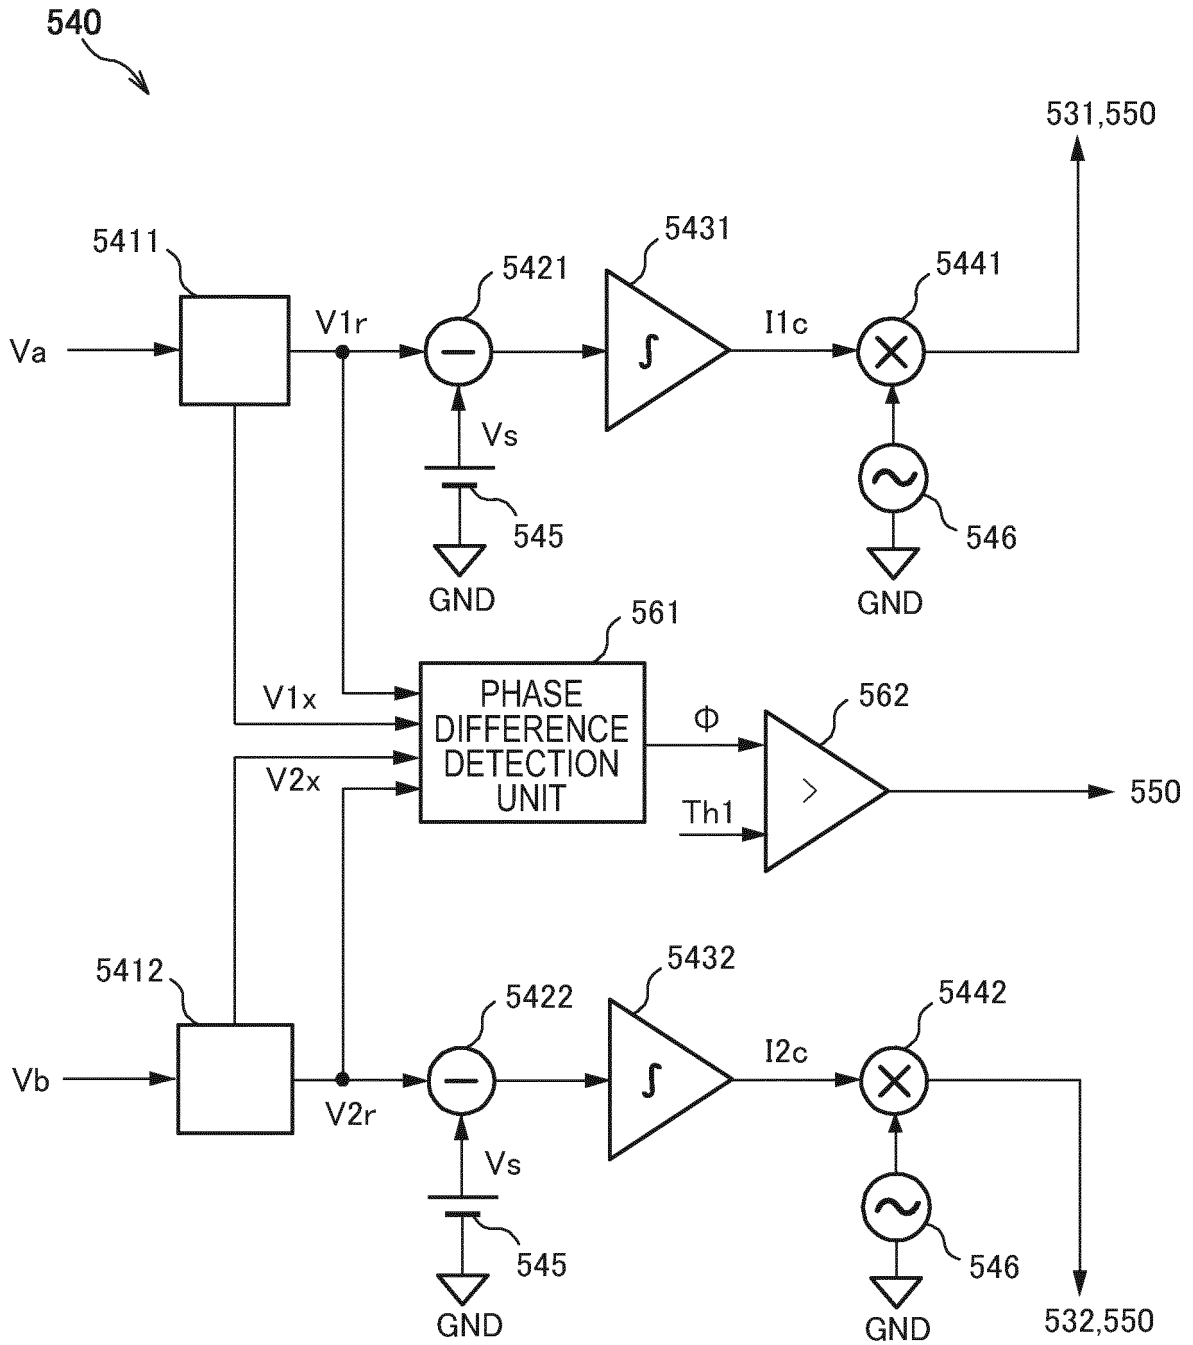 540
531,550
5411
5421
5431
5441
Va
V1r
I1c
Vs
545
546
GND
GND
561
V1x
V2x
PHASE
DIFFERENCE
DETECTION
UNIT
Φ
Th1
562
>
550
5412
5422
5432
5442
Vb
V2r
I2c
Vs
545
546
GND
GND
532,550